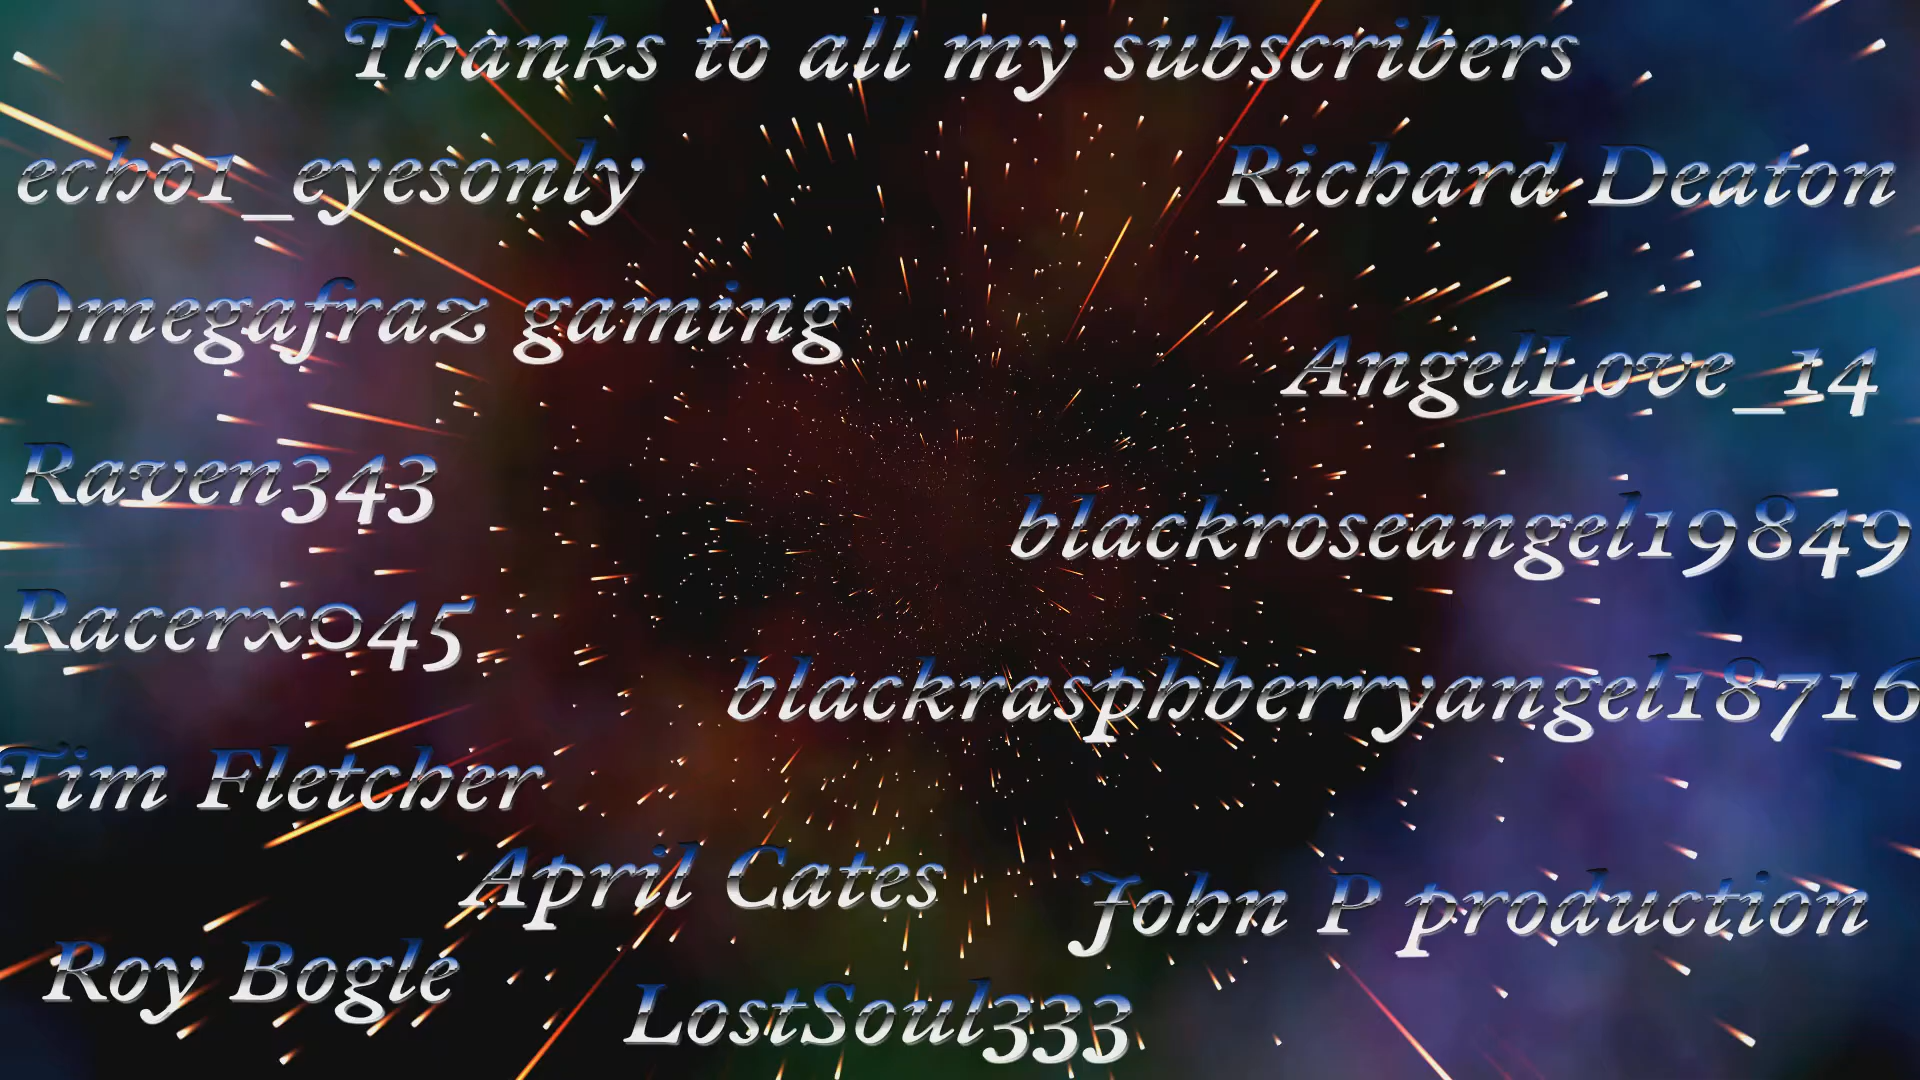 Thanks to all my subscribers
echo1_eyesonly
Richard Deaton
Omegafraz gaming
AngelLove_14
Raven343
blackroseangel19849
Racerx045
blackrasphberryangel18716
Tim Fletcher
April Cates
John P production
Roy Bogle
LostSoul333